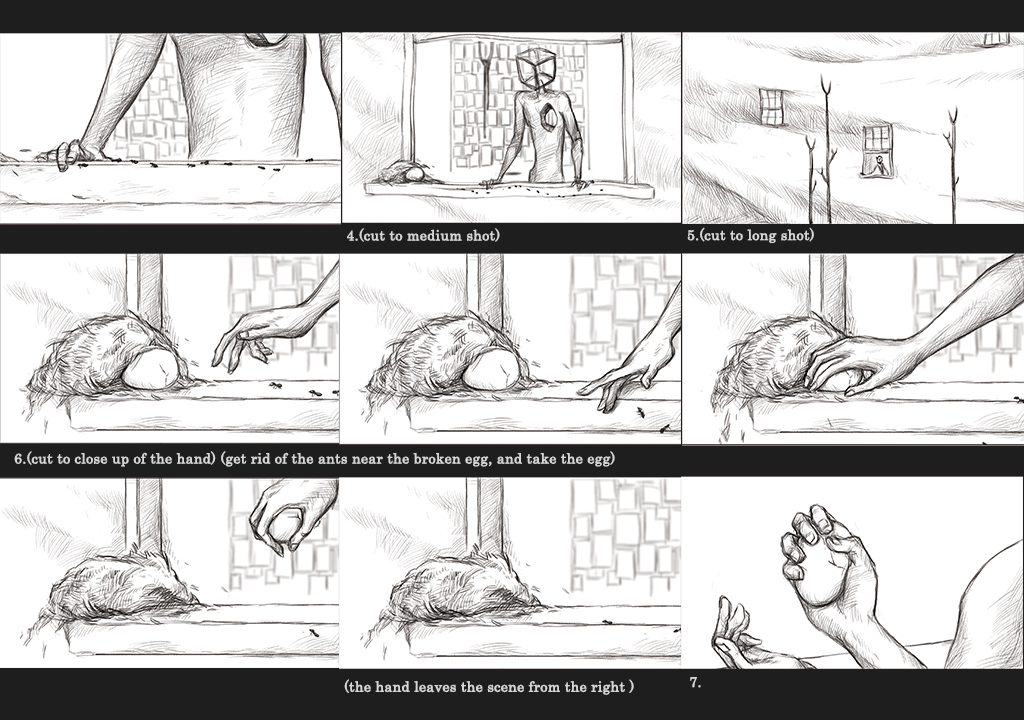 4.(cut to medium shot)
5.(cut to long shot)
6.(cut to close up of the hand) (get rid of the ants near the broken egg, and take the egg)
(the hand leaves the scene from the right )
7.